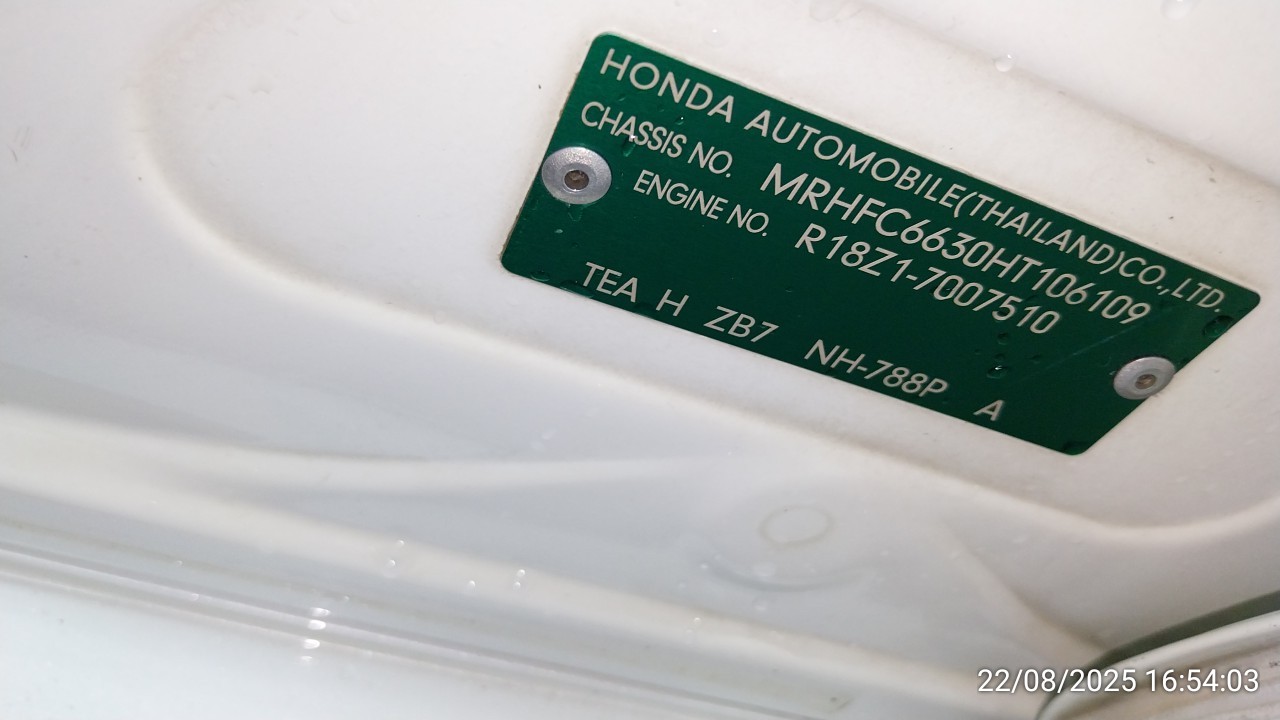 HONDA AUTOMOBILE(THAILAND)CO.,LTD.
CHASSIS NO. MRHFC6630HT106109
ENGINE NO. R18Z1-7007510
TEA H ZB7 NH-788P A
22/08/2025 16:54:03